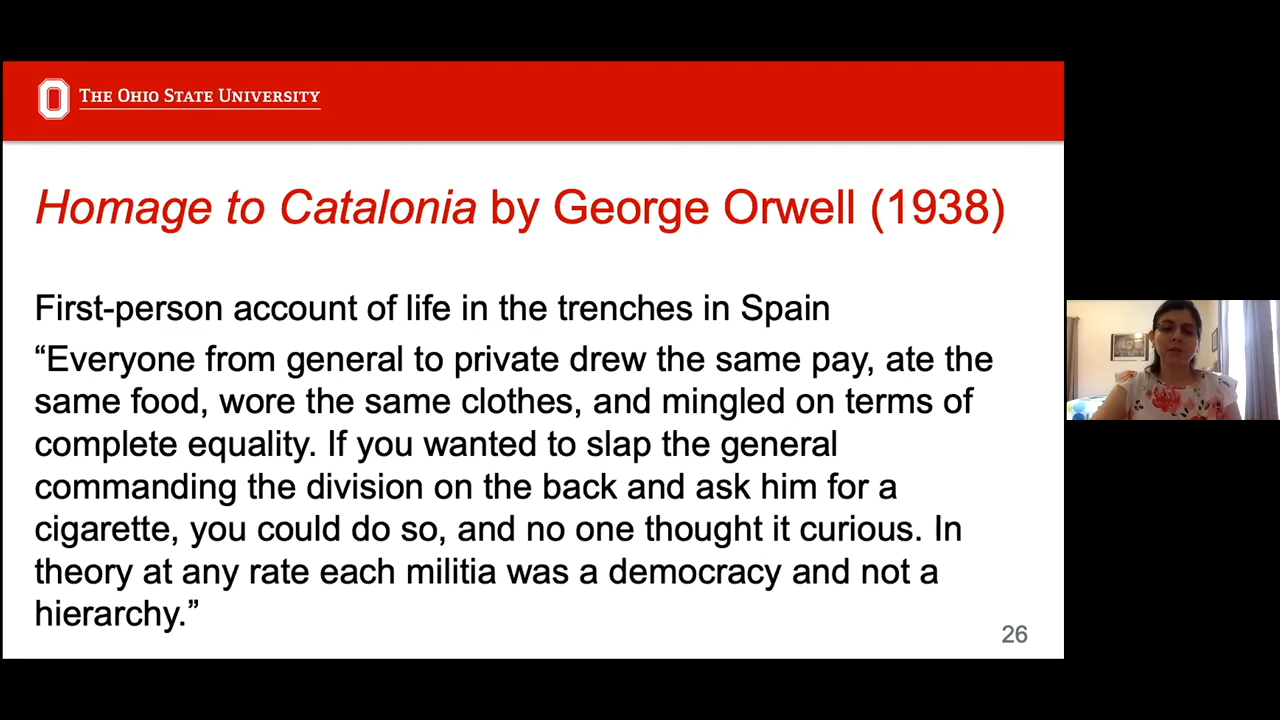 THE OHIO STATE UNIVERSITY
Homage to Catalonia by George Orwell (1938)
First-person account of life in the trenches in Spain
“Everyone from general to private drew the same pay, ate the
same food, wore the same clothes, and mingled on terms of
complete equality. If you wanted to slap the general
commanding the division on the back and ask him for a
cigarette, you could do so, and no one thought it curious. In
theory at any rate each militia was a democracy and not a
hierarchy.”
26